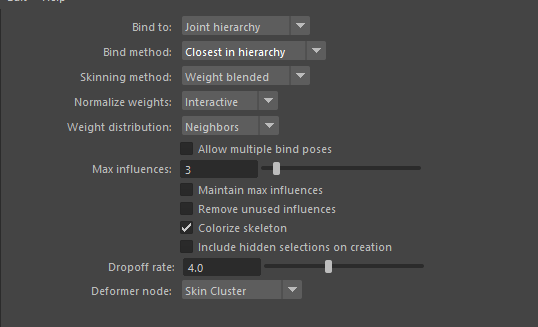 Bind to: Joint hierarchy
Bind method: Closest in hierarchy
Skinning method: Weight blended
Normalize weights: Interactive
Weight distribution: Neighbors
Allow multiple bind poses
Max influences: 3
Maintain max influences
Remove unused influences
Colorize skeleton
Include hidden selections on creation
Dropoff rate: 4.0
Deformer node: Skin Cluster